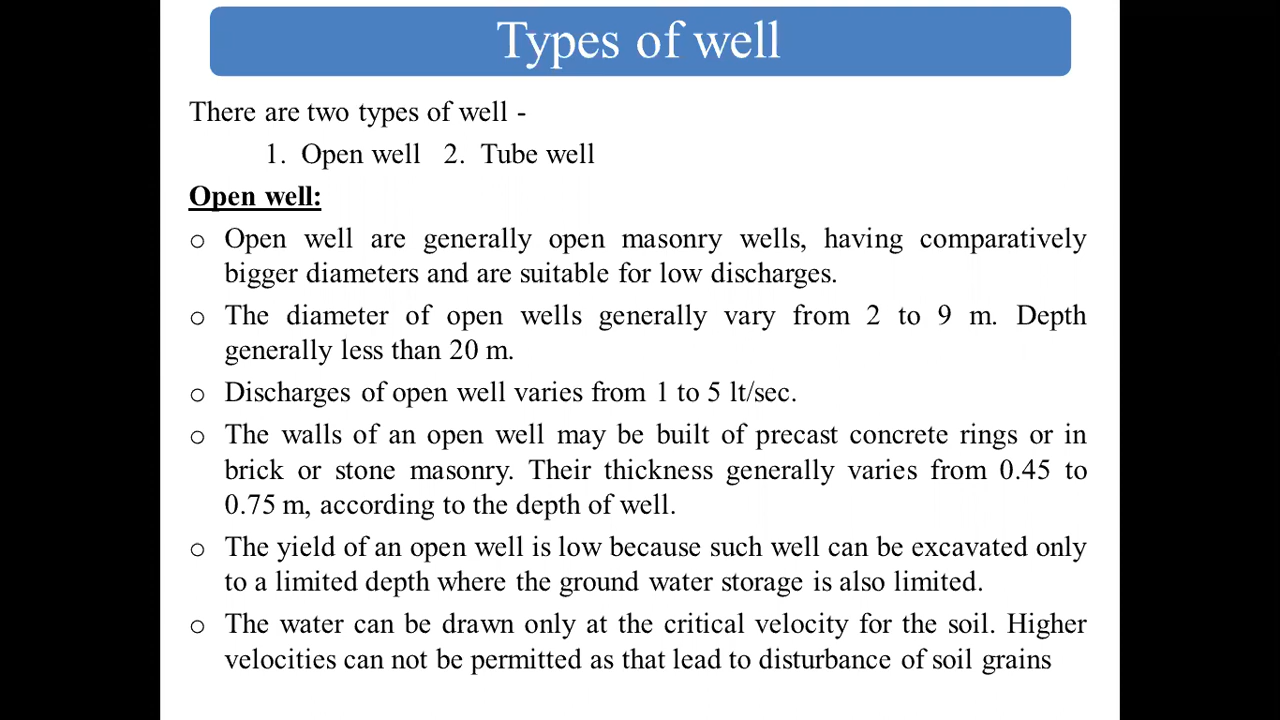 Types of well
There are two types of well -
1. Open well 2. Tube well
Open well:
o Open well are generally open masonry wells, having comparatively
bigger diameters and are suitable for low discharges.
o The diameter of open wells generally vary from 2 to 9 m. Depth
generally less than 20 m.
o Discharges of open well varies from 1 to 5 lt/sec.
o The walls of an open well may be built of precast concrete rings or in
brick or stone masonry. Their thickness generally varies from 0.45 to
0.75 m, according to the depth of well.
o The yield of an open well is low because such well can be excavated only
to a limited depth where the ground water storage is also limited.
o The water can be drawn only at the critical velocity for the soil. Higher
velocities can not be permitted as that lead to disturbance of soil grains